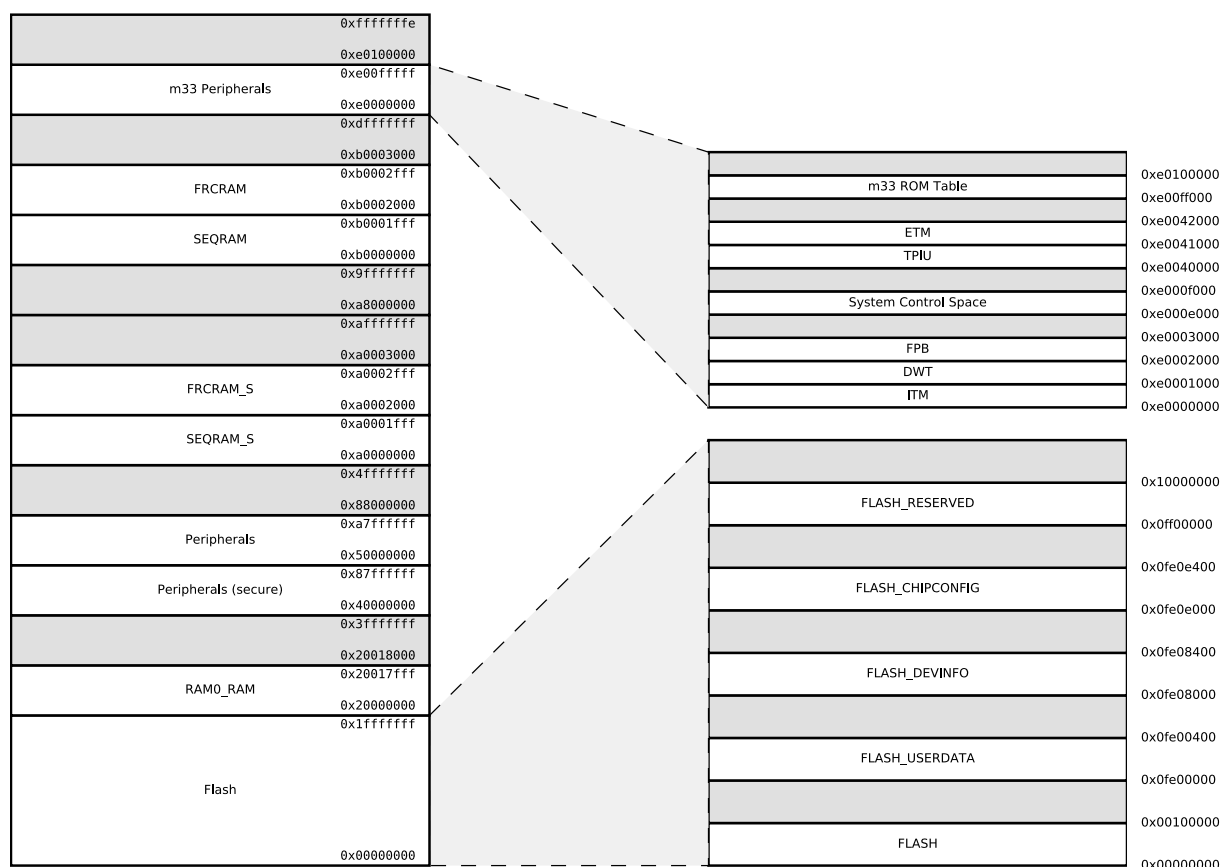 0xfffffffe
0xe0100000
0xe00fffff
m33 Peripherals
0xe0000000
0xdfffffff
0xb0003000
0xb0002fff
FRCRAM
0xb0002000
0xb0001fff
SEQRAM
0xb0000000
0x9fffffff
0xa8000000
0xafffffff
0xa0003000
0xa0002fff
FRCRAM_S
0xa0002000
0xa0001fff
SEQRAM_S
0xa0000000
0x4fffffff
0x88000000
0xa7ffffff
Peripherals
0x50000000
0x87ffffff
Peripherals (secure)
0x40000000
0x3fffffff
0x20018000
0x20017fff
RAM0_RAM
0x20000000
0x1fffffff
Flash
0x00000000
0xe0100000
m33 ROM Table
0xe00ff000
0xe0042000
ETM
0xe0041000
TPIU
0xe0040000
0xe000f000
System Control Space
0xe000e000
0xe0003000
FPB
0xe0002000
DWT
0xe0001000
ITM
0xe0000000
0x10000000
FLASH_RESERVED
0x0ff00000
0x0fe0e400
FLASH_CHIPCONFIG
0x0fe0e000
0x0fe08400
FLASH_DEVINFO
0x0fe08000
0x0fe00400
FLASH_USERDATA
0x0fe00000
0x00100000
FLASH
0x00000000